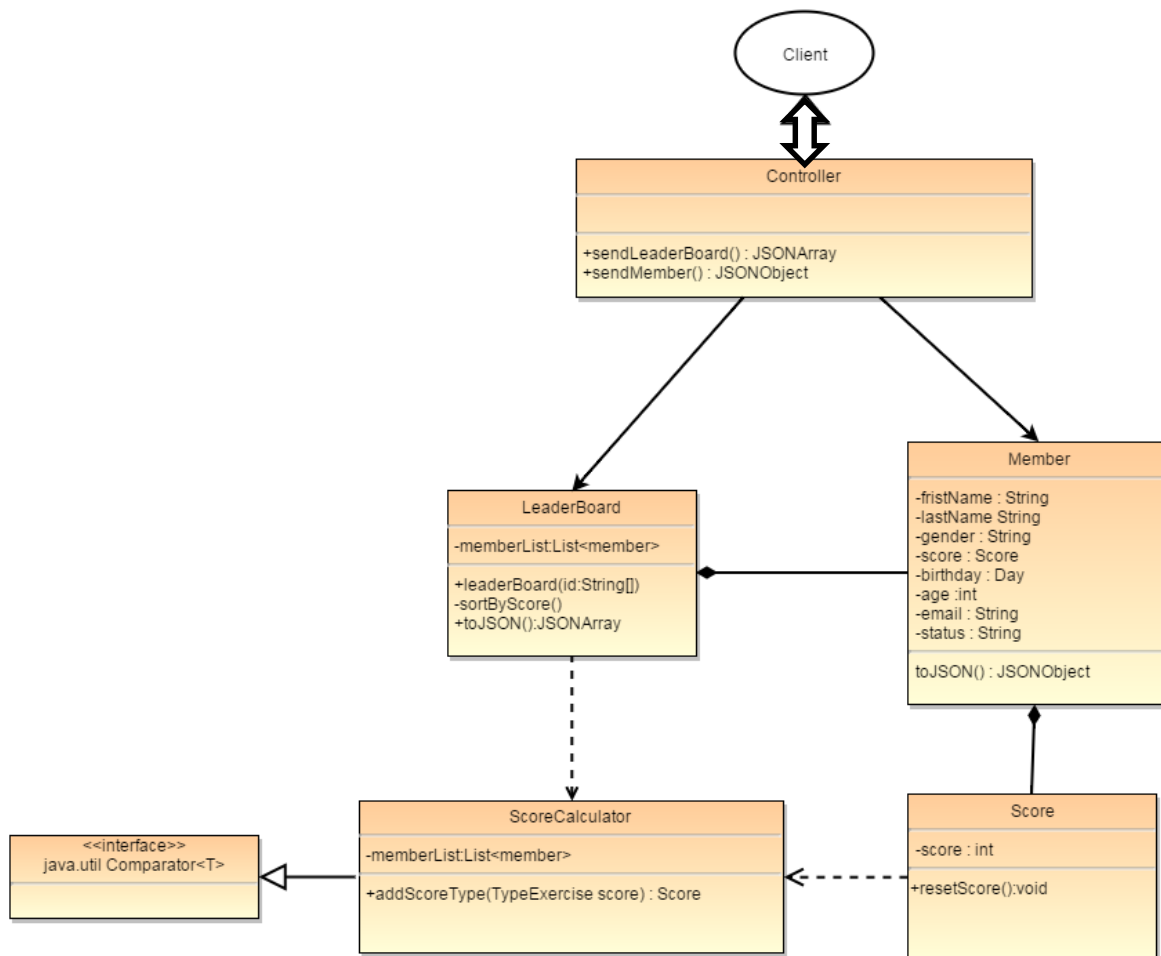 Client
Controller
+sendLeaderBoard() : JSONArray
+sendMember() : JSONObject
LeaderBoard
-memberList:List<member>
+leaderBoard(id:String[])
-sortByScore()
+toJSON():JSONArray
Member
-fristName : String
-lastName String
-gender : String
-score : Score
-birthday : Day
-age :int
-email : String
-status : String
toJSON() : JSONObject
<<interface>>
java.util Comparator<T>
ScoreCalculator
-memberList:List<member>
+addScoreType(TypeExercise score) : Score
Score
-score : int
+resetScore():void